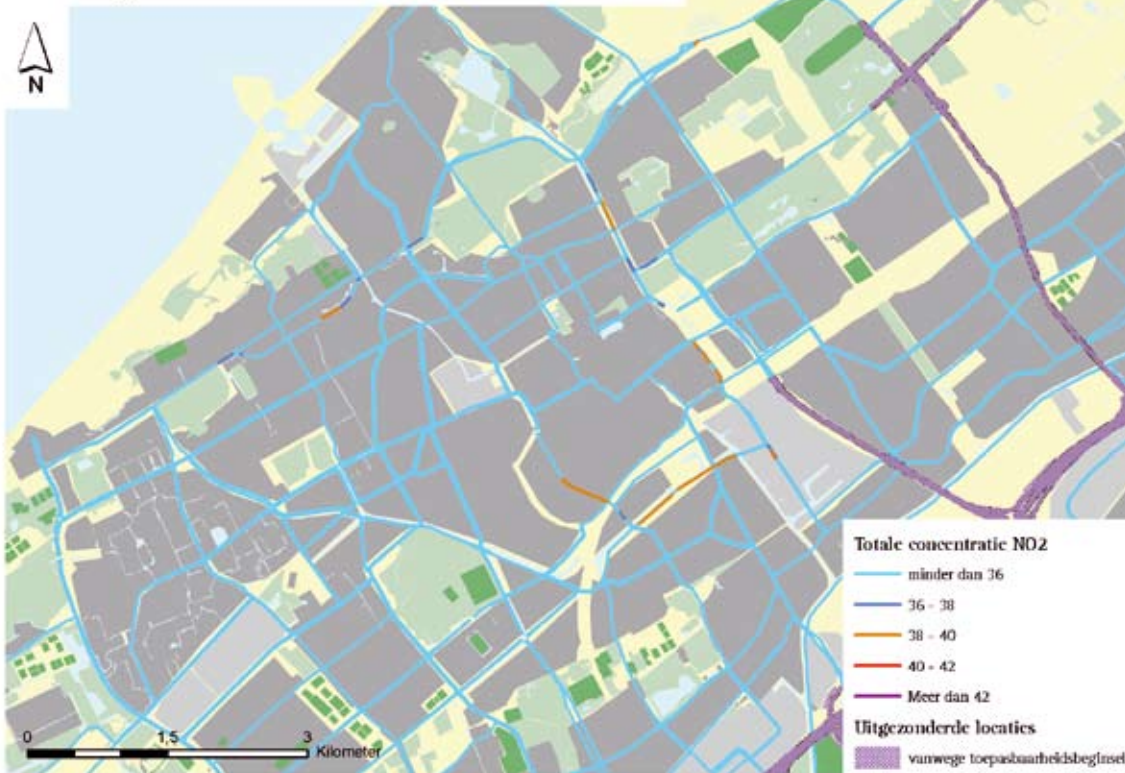 N
Totale concentratie NO2
minder dan 36
36 - 38
38 - 40
40 - 42
Meer dan 42
Uitgezonderde locaties
vanwege toepasbaarheidsbeginsel
0 1,5 3 Kilometer